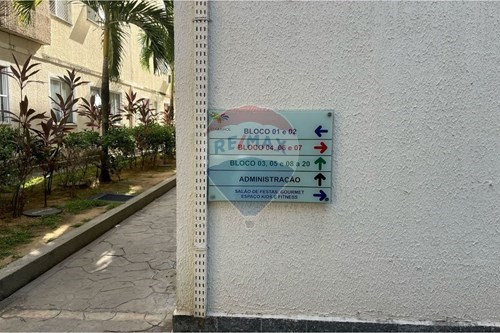 BLOCO 01 e 02
BLOCO 04, 06 e 07
BLOCO 03, 05 e 08 a 20
ADMINISTRAÇÃO
SALÃO DE FESTAS GOURMET
ESPAÇO KIDS E FITNESS
RE/MAX